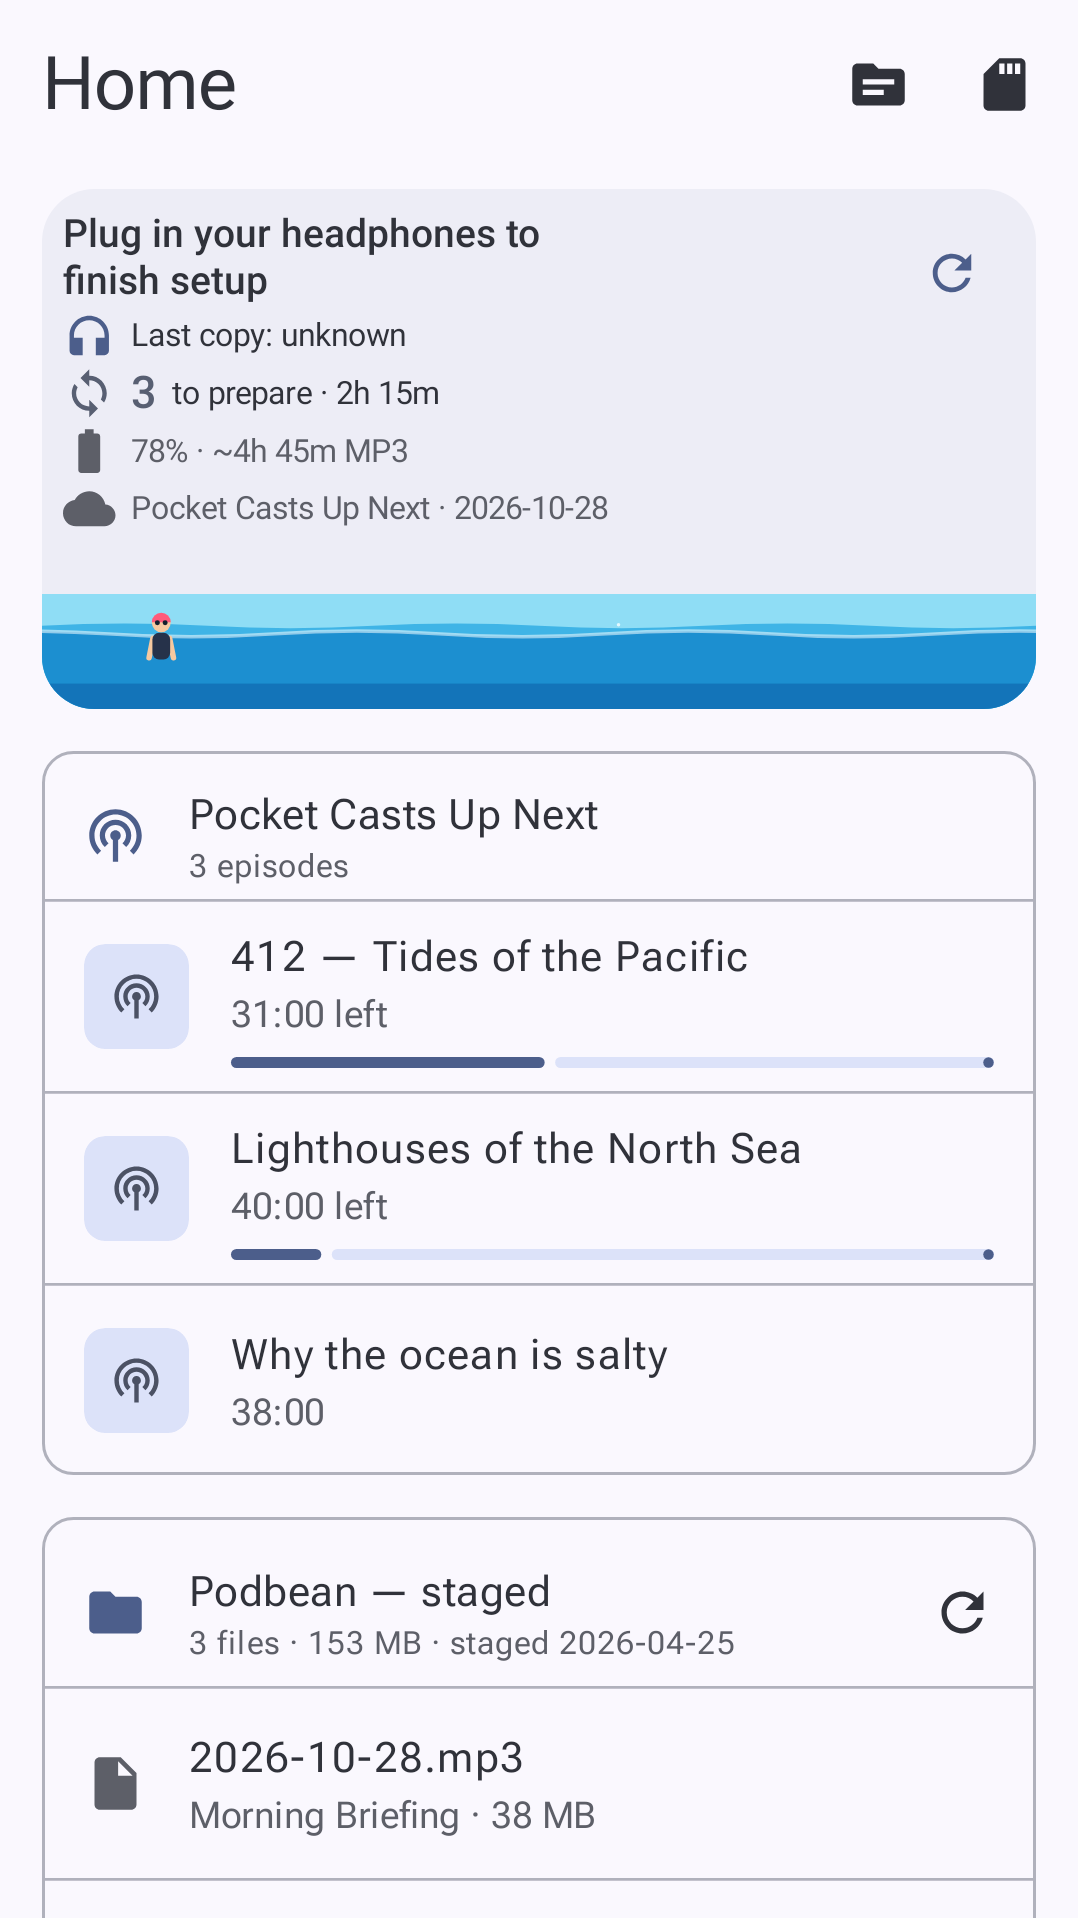 Home
Plug in your headphones to
finish setup
Last copy: unknown
3 to prepare · 2h 15m
78% · ~4h 45m MP3
Pocket Casts Up Next · 2026-10-28
Pocket Casts Up Next
3 episodes
412 — Tides of the Pacific
31:00 left
Lighthouses of the North Sea
40:00 left
Why the ocean is salty
38:00
Podbean — staged
3 files · 153 MB · staged 2026-04-25
2026-10-28.mp3
Morning Briefing · 38 MB